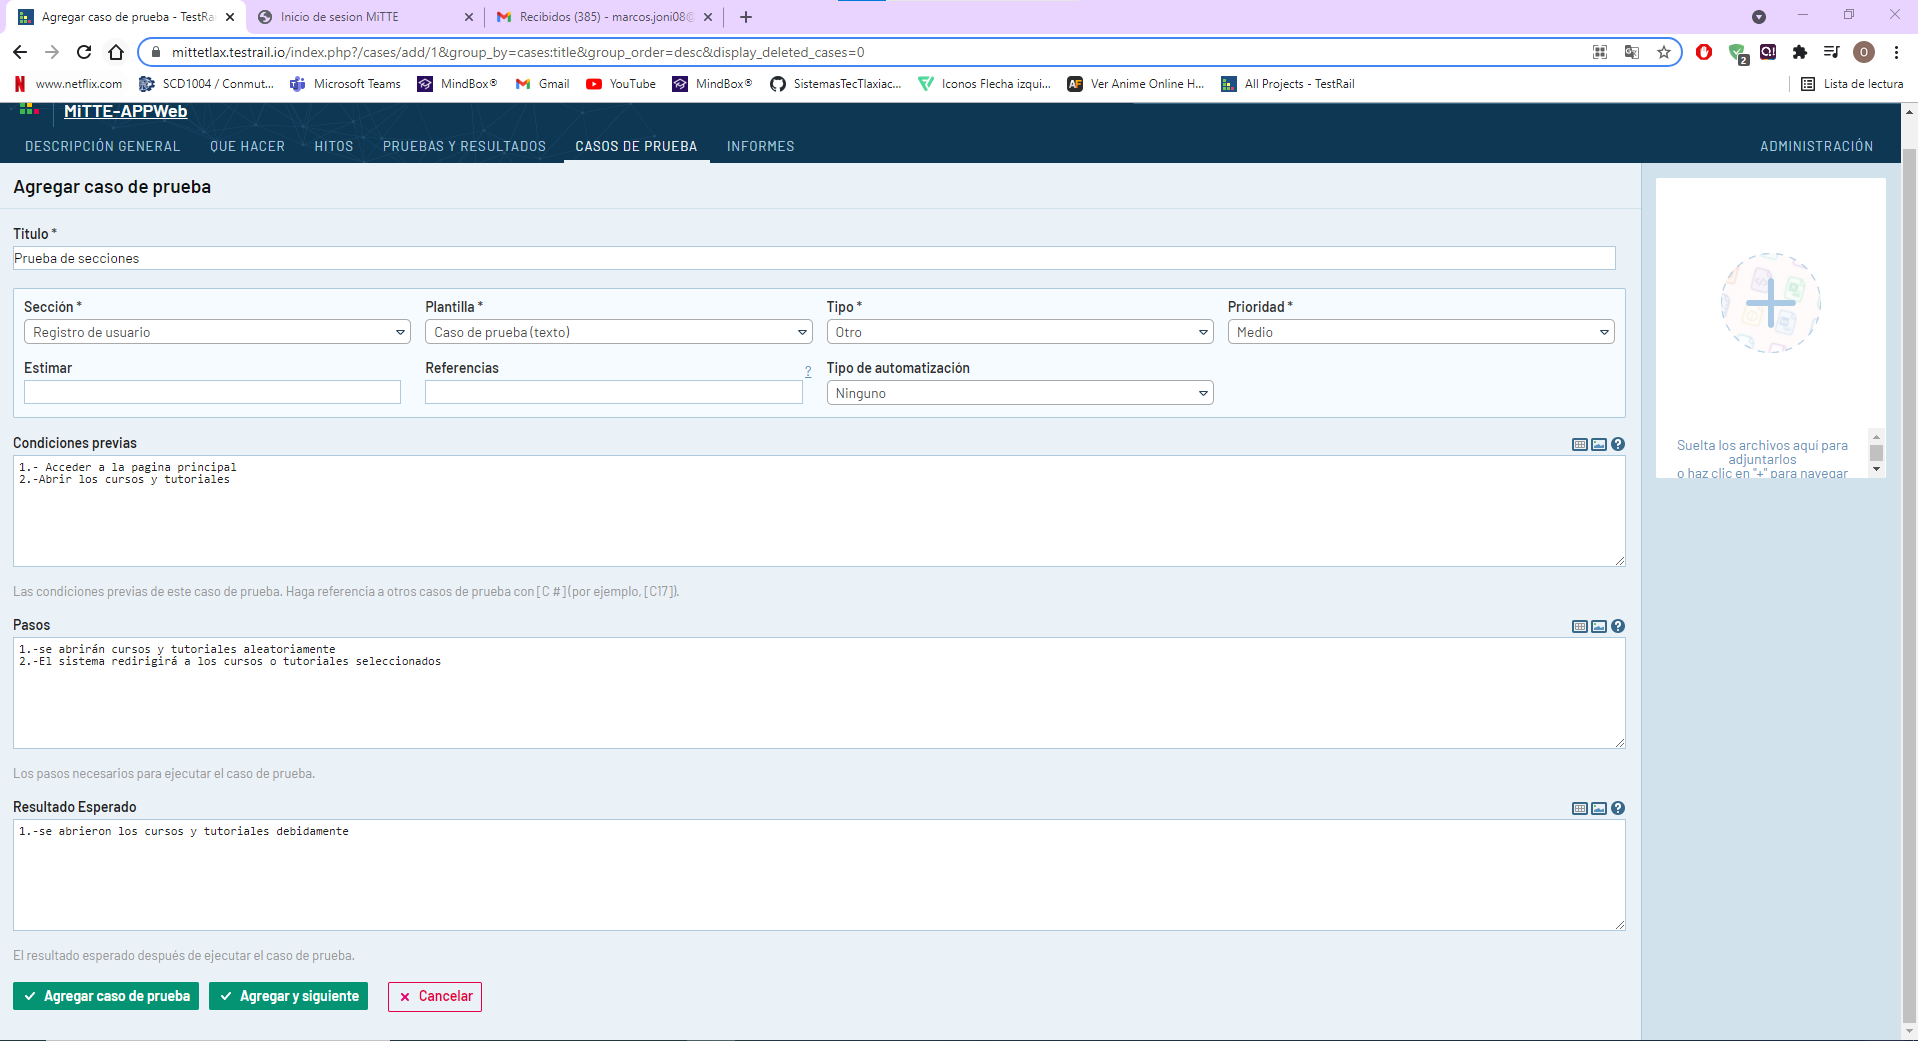 Agregar caso de prueba - TestRa
Inicio de sesion MiTTE
Recibidos (385) - marcos.joni08@
mittetlax.testrail.io/index.php?/cases/add/1&group_by=cases:title&group_order=desc&display_deleted_cases=0
2
O
www.netflix.com
SCD1004 / Conmut...
Microsoft Teams
MindBox®
Gmail
YouTube
MindBox®
SistemasTecTlaxiac...
Iconos Flecha izqui...
Ver Anime Online H...
All Projects - TestRail
Lista de lectura
MiTTE-APPWeb
DESCRIPCIÓN GENERAL
QUE HACER
HITOS
PRUEBAS Y RESULTADOS
CASOS DE PRUEBA
INFORMES
ADMINISTRACIÓN
Agregar caso de prueba
Titulo *
Prueba de secciones
Sección *
Plantilla *
Tipo *
Prioridad *
Registro de usuario
Caso de prueba (texto)
Otro
Medio
Estimar
Referencias
?
Tipo de automatización
Ninguno
Condiciones previas
1.- Acceder a la pagina principal
2.-Abrir los cursos y tutoriales
Las condiciones previas de este caso de prueba. Haga referencia a otros casos de prueba con [C #] (por ejemplo, [C17]).
Pasos
1.-se abrirán cursos y tutoriales aleatoriamente
2.-El sistema redirigirá a los cursos o tutoriales seleccionados
Los pasos necesarios para ejecutar el caso de prueba.
Resultado Esperado
1.-se abrieron los cursos y tutoriales debidamente
El resultado esperado después de ejecutar el caso de prueba.
Agregar caso de prueba
Agregar y siguiente
Cancelar
Suelta los archivos aquí para
adjuntarlos
o haz clic en "+" para navegar